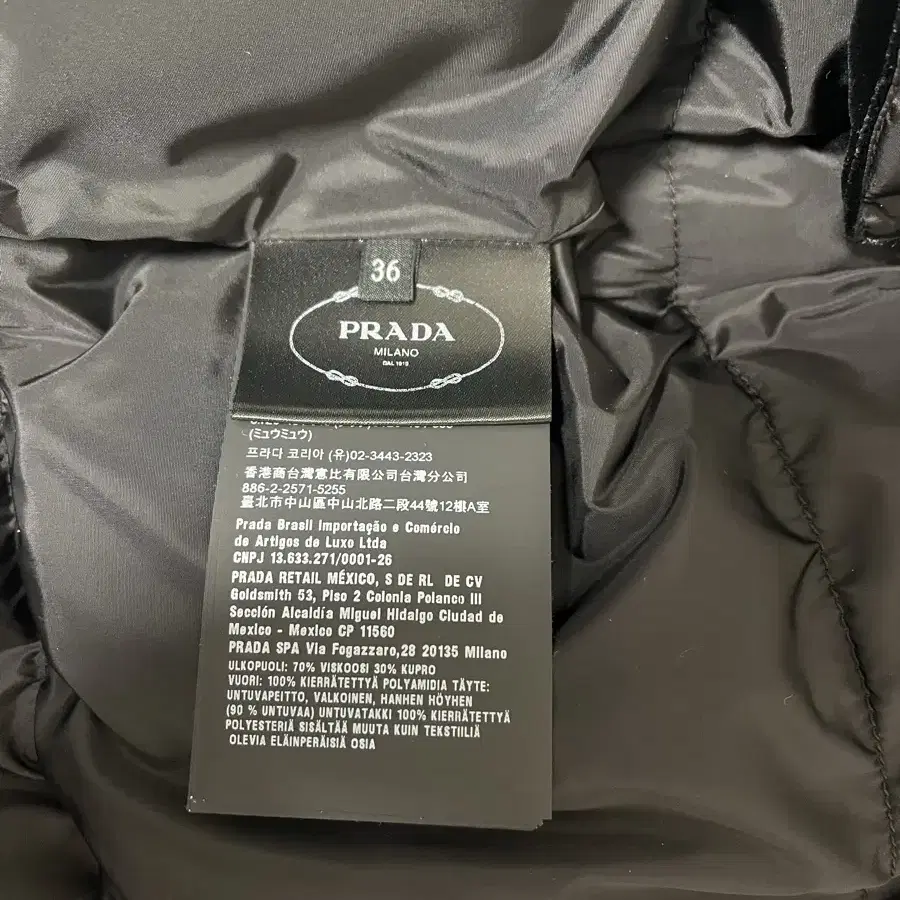 36
PRADA
MILANO
DAL 1913
(ミュウミュウ)
프라다 코리아 (유)02-3443-2323
香港商台灣意比有限公司台灣分公司
886-2-2571-5255
臺北市中山區中山北路二段44號12樓A室
Prada Brasil Importação e Comércio
de Artigos de Luxo Ltda
CNPJ 13.633.271/0001-26
PRADA RETAIL MÉXICO, S DE RL DE CV
Goldsmith 53, Piso 2 Colonia Polanco III
Sección Alcaldía Miguel Hidalgo Ciudad de
Mexico - Mexico CP 11560
PRADA SPA Via Fogazzaro,28 20135 Milano
ULKOPUOLI: 70% VISKOOSI 30% KUPRO
VUORI: 100% KIERRÄTETTYÄ POLYAMIDIA TÄYTE:
UNTUVAPEITTO, VALKOINEN, HANHEN HÖYHEN
(90 % UNTUVAA) UNTUVATAKKI 100% KIERRÄTETTYÄ
POLYESTERIÄ SISÄLTÄÄ MUUTA KUIN TEKSTIILIÄ
OLEVIA ELÄINPERÄISIÄ OSIA